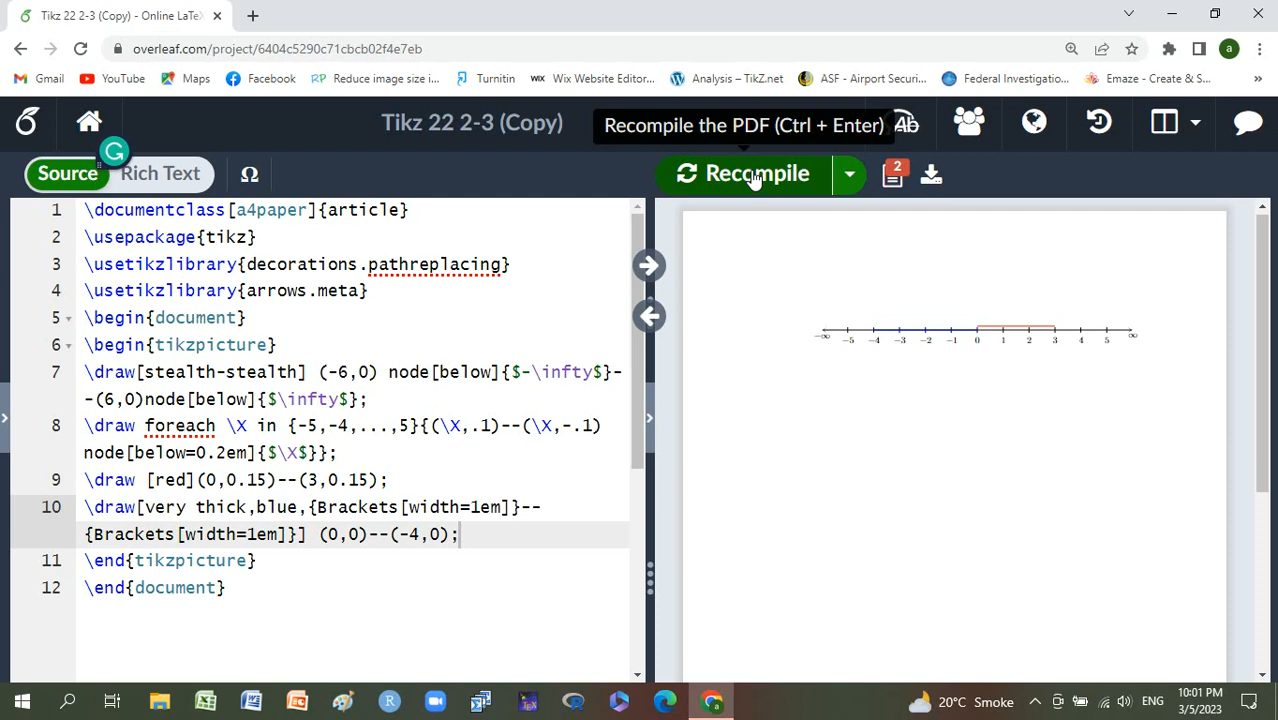 Tikz 22 2-3 (Copy) - Online LaTeX
overleaf.com/project/6404c5290c71cbcb02f4e7eb
a
Gmail YouTube Maps Facebook Reduce image size i... Turnitin Wix Website Editor... Analysis – TikZ.net ASF - Airport Securi... Federal Investigatio... Emaze - Create & S... »
Tikz 22 2-3 (Copy)
Recompile the PDF (Ctrl + Enter)
Source Rich Text Ω
Recompile 2
1 \documentclass[a4paper]{article}
2 \usepackage{tikz}
3 \usetikzlibrary{decorations.pathreplacing}
4 \usetikzlibrary{arrows.meta}
5 \begin{document}
6 \begin{tikzpicture}
7 \draw[stealth-stealth] (-6,0) node[below]{$-\infty$}-
-(6,0)node[below]{$\infty$};
8 \draw foreach \X in {-5,-4,...,5}{(\X,.1)--(\X,-.1)
node[below=0.2em]{$\X$}};
9 \draw [red](0,0.15)--(3,0.15);
10 \draw[very thick,blue,{Brackets[width=1em]}--
{Brackets[width=1em]}] (0,0)--(-4,0);
11 \end{tikzpicture}
12 \end{document}
−∞ −5 −4 −3 −2 −1 0 1 2 3 4 5 ∞
20°C Smoke
ENG
10:01 PM
3/5/2023